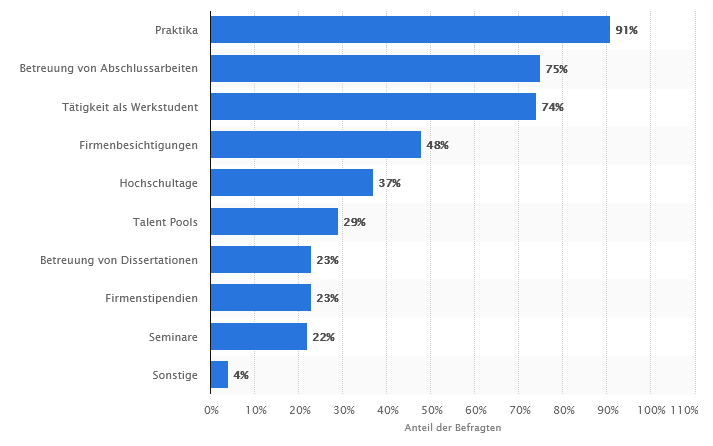 Praktika 91%
Betreuung von Abschlussarbeiten 75%
Tätigkeit als Werkstudent 74%
Firmenbesichtigungen 48%
Hochschultage 37%
Talent Pools 29%
Betreuung von Dissertationen 23%
Firmenstipendien 23%
Seminare 22%
Sonstige 4%
0% 10% 20% 30% 40% 50% 60% 70% 80% 90% 100% 110%
Anteil der Befragten